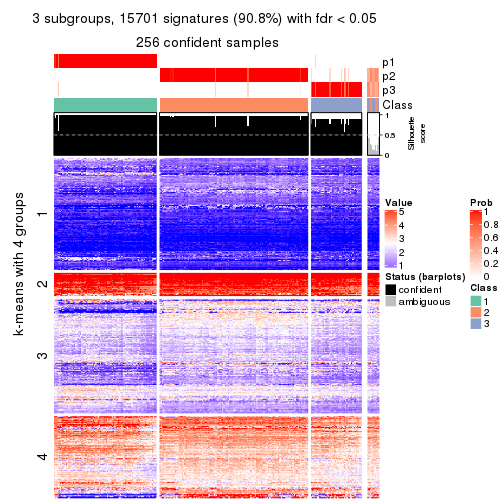 3 subgroups, 15701 signatures (90.8%) with fdr < 0.05
256 confident samples
p1
p2
p3
Class
1
0.5
0
Silhouette
score
k-means with 4 groups
1
2
3
4
Value
5
4
3
2
1
Status (barplots)
confident
ambiguous
Prob
1
0.8
0.6
0.4
0.2
0
Class
1
2
3